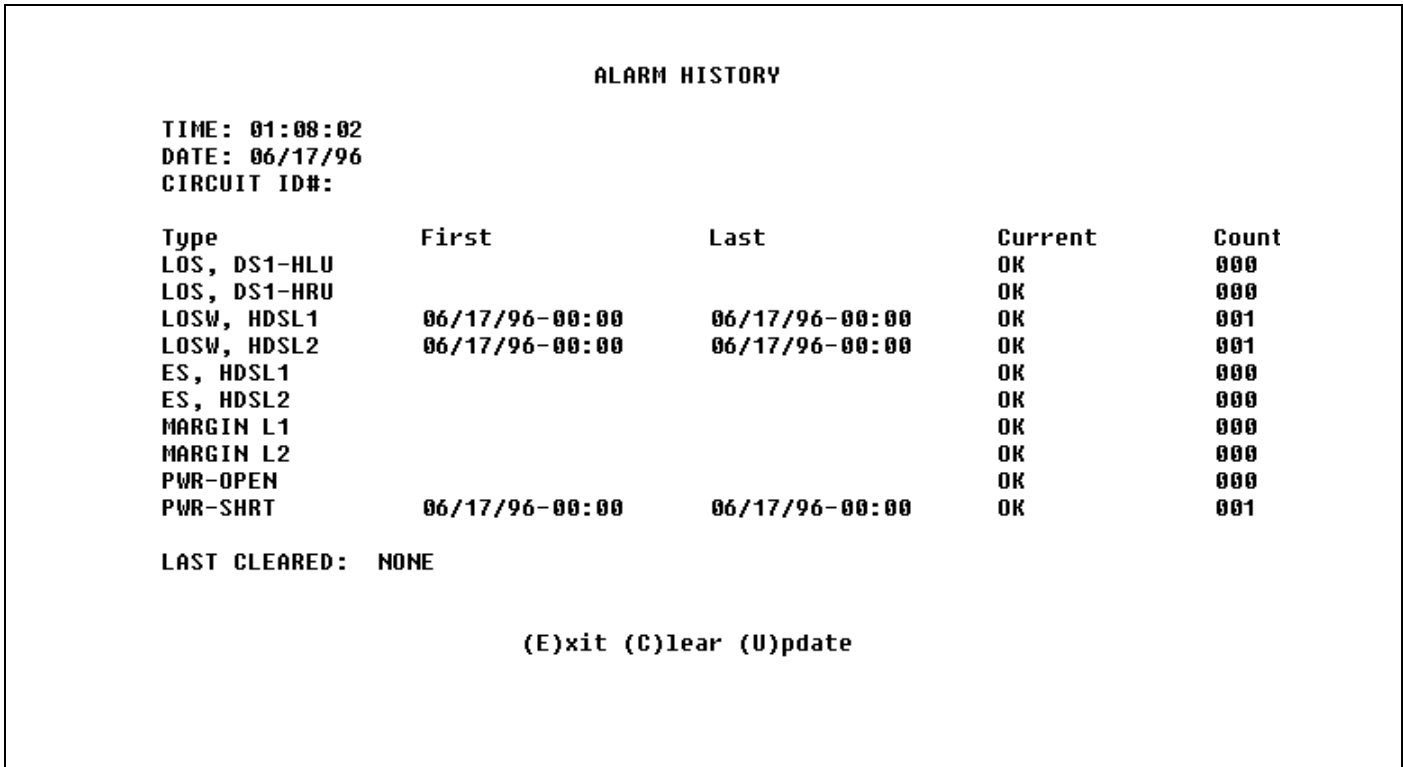 ALARM HISTORY
TIME: 01:08:02
DATE: 06/17/96
CIRCUIT ID#:
Type First Last Current Count
LOS, DS1-HLU OK 000
LOS, DS1-HRU OK 000
LOSW, HDSL1 06/17/96-00:00 06/17/96-00:00 OK 001
LOSW, HDSL2 06/17/96-00:00 06/17/96-00:00 OK 001
ES, HDSL1 OK 000
ES, HDSL2 OK 000
MARGIN L1 OK 000
MARGIN L2 OK 000
PWR-OPEN OK 000
PWR-SHRT 06/17/96-00:00 06/17/96-00:00 OK 001
LAST CLEARED: NONE
(E)xit (C)lear (U)pdate